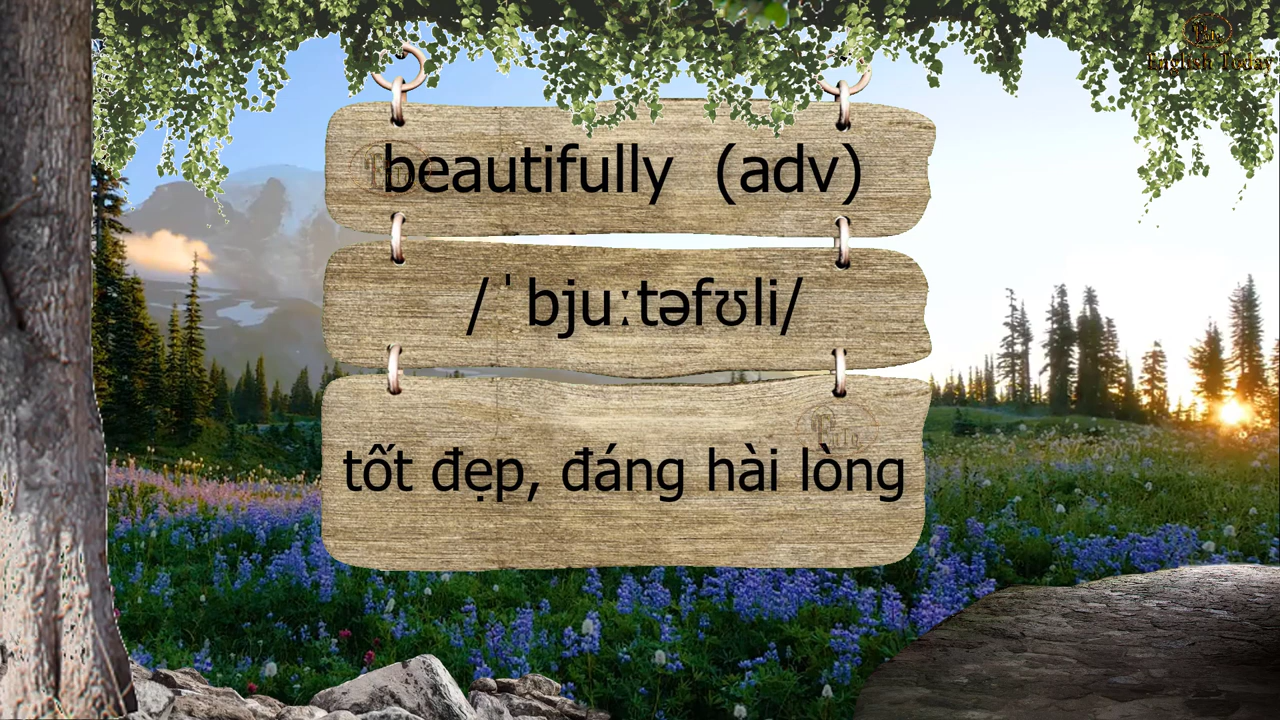 English Today
beautifully (adv)
/ˈbjuːtəfʊli/
tốt đẹp, đáng hài lòng